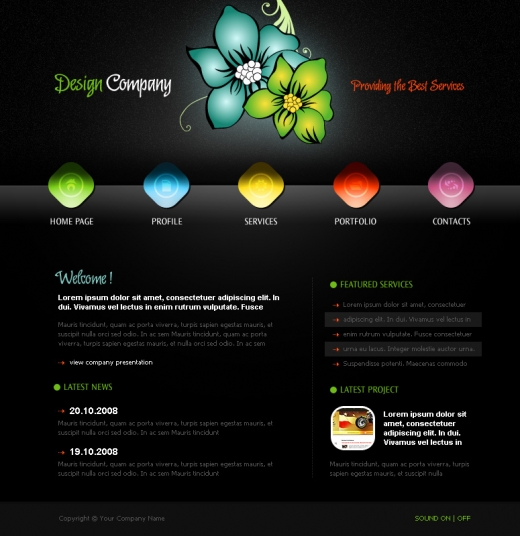 Design Company
Providing the Best Services
HOME PAGE
PROFILE
SERVICES
PORTFOLIO
CONTACTS
Welcome !
Lorem ipsum dolor sit amet, consectetuer adipiscing elit. In
dui. Vivamus vel lectus in enim rutrum vulputate. Fusce
Mauris tincidunt, quam ac porta viverra, turpis sapien egestas mauris, et
nulla orci sed odio. In ac sem Mauris tincidunt, quam ac porta
viverra, turpis sapien egestas mauris, et nulla orci odio. In ac sem
view company presentation
LATEST NEWS
20.10.2008
Mauris tincidunt, quam ac porta viverra, turpis sapien egestas mauris, et
suscipit nulla orci sed odio. In ac sem Mauris tincidunt
19.10.2008
Mauris tincidunt, quam ac porta viverra, turpis sapien egestas mauris, et
suscipit nulla orci sed odio. In ac sem Mauris tincidunt
FEATURED SERVICES
Lorem ipsum dolor sit amet, consectetuer
adipiscing elit. In dui. Vivamus vel lectus in
enim rutrum vulputate. Fusce consectetuer
urna eu lacus. Integer molestie auctor urna.
Suspendisse potenti. Maecenas commodo
LATEST PROJECT
Lorem ipsum dolor sit
amet, consectetuer
adipiscing elit. In dui.
Vivamus vel lectus in
Mauris tincidunt, quam ac porta viverra, turpis
sapien egestas mauris, et suscipit nulla
Copyright © Your Company Name
SOUND ON | OFF